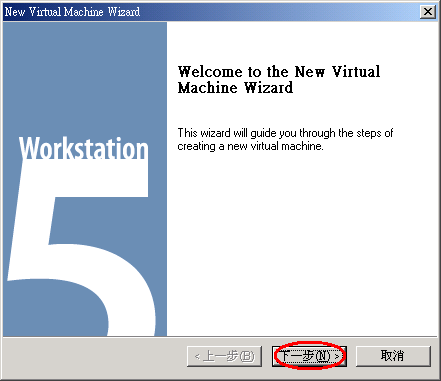 New Virtual Machine Wizard
Welcome to the New Virtual
Machine Wizard
This wizard will guide you through the steps of
creating a new virtual machine.
Workstation
5
< 上一步(B)
下一步(N) >
取消